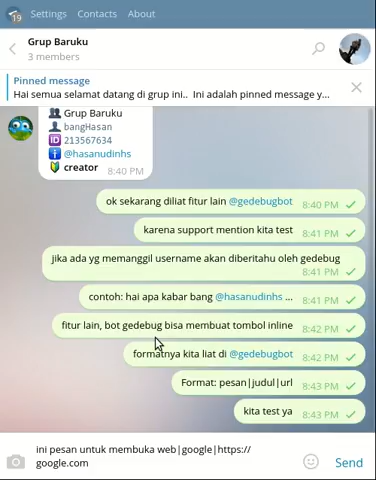 19
Settings Contacts About
Grup Baruku
3 members
Pinned message
Hai semua selamat datang di grup ini.. Ini adalah pinned message y...
Grup Baruku
bangHasan
ID 213567634
@hasanudinhs
creator 8:40 PM
ok sekarang diliat fitur lain @gedebugbot 8:40 PM
karena support mention kita test 8:41 PM
jika ada yg memanggil username akan diberitahu oleh gedebug
8:41 PM
contoh: hai apa kabar bang @hasanudinhs ... 8:41 PM
fitur lain, bot gedebug bisa membuat tombol inline 8:42 PM
formatnya kita liat di @gedebugbot 8:42 PM
Format: pesan|judul|url 8:43 PM
kita test ya 8:43 PM
ini pesan untuk membuka web|google|https://
google.com
Send